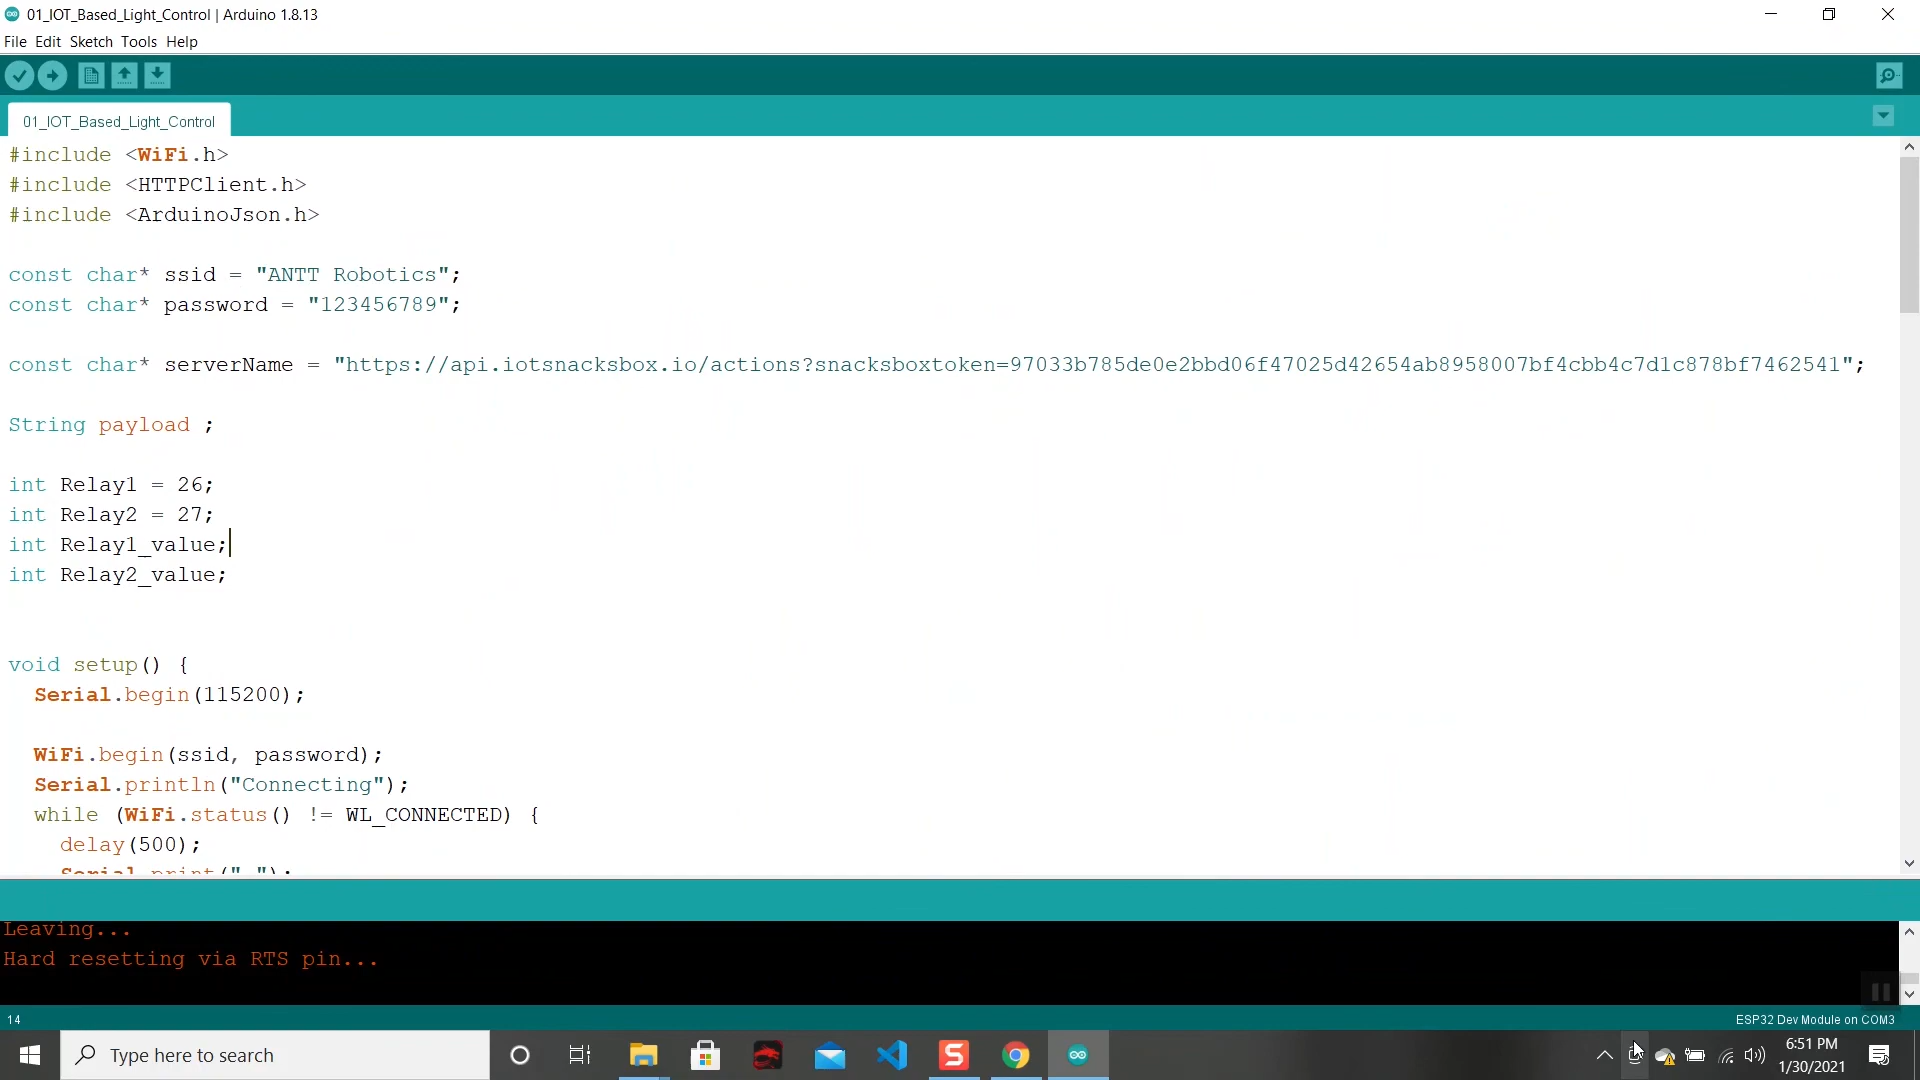 01_IOT_Based_Light_Control | Arduino 1.8.13
File Edit Sketch Tools Help
01_IOT_Based_Light_Control
#include <WiFi.h>
#include <HTTPClient.h>
#include <ArduinoJson.h>
const char* ssid = "ANTT Robotics";
const char* password = "123456789";
const char* serverName = "https://api.iotsnacksbox.io/actions?snacksboxtoken=97033b785de0e2bbd06f47025d42654ab8958007bf4cbb4c7d1c878bf7462541";
String payload ;
int Relay1 = 26;
int Relay2 = 27;
int Relay1_value;
int Relay2_value;
void setup() {
Serial.begin(115200);
WiFi.begin(ssid, password);
Serial.println("Connecting");
while (WiFi.status() != WL_CONNECTED) {
delay(500);
Serial.print(".");
Leaving...
Hard resetting via RTS pin...
14
ESP32 Dev Module on COM3
Type here to search
6:51 PM
1/30/2021